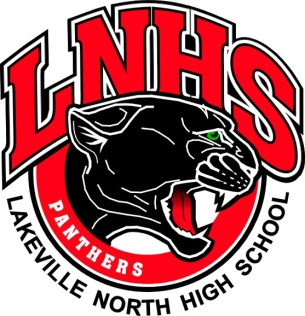 LNHS
PANTHERS
LAKEVILLE NORTH HIGH SCHOOL